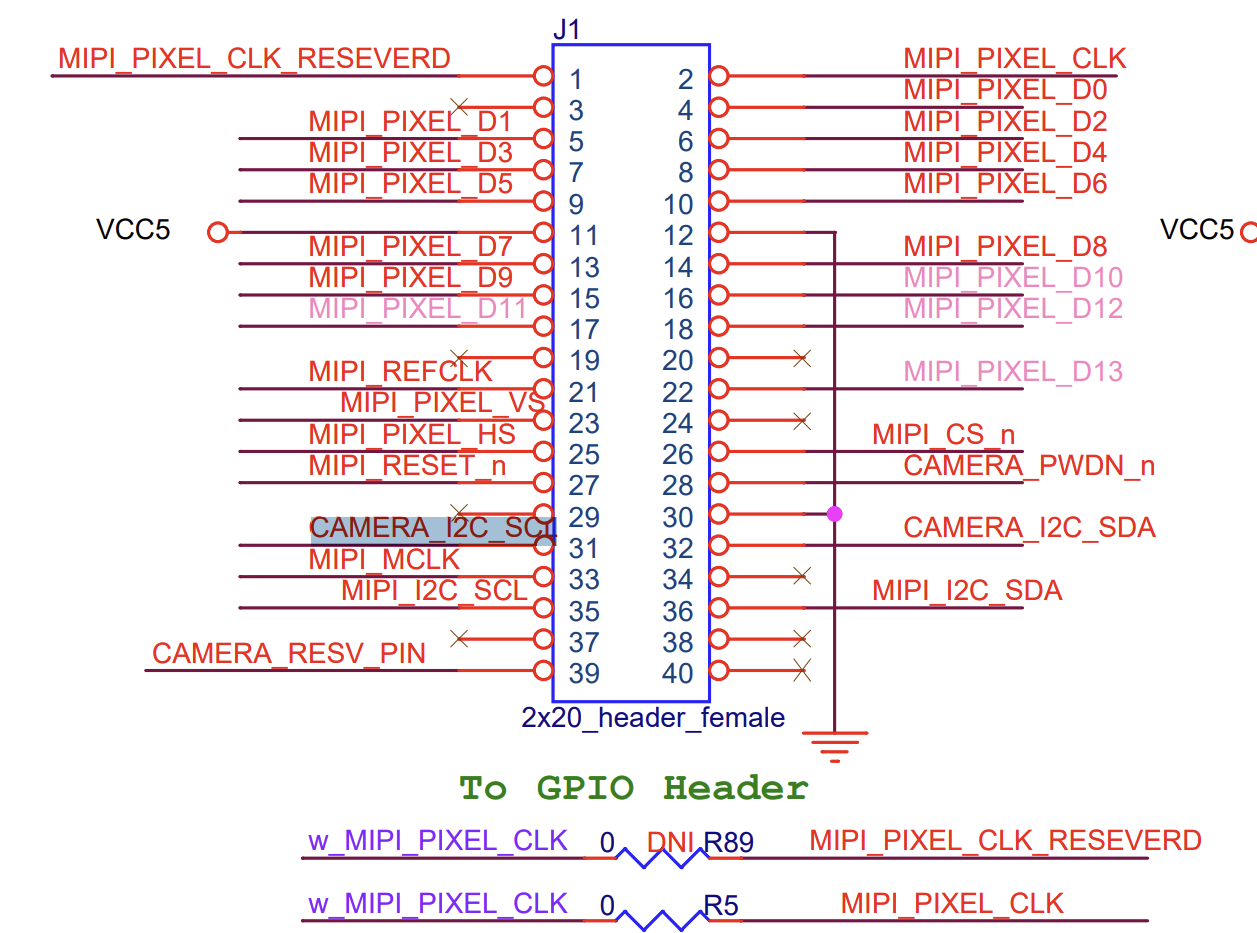 J1
MIPI_PIXEL_CLK_RESEVERD 1 2 MIPI_PIXEL_CLK
3 4 MIPI_PIXEL_D0
MIPI_PIXEL_D1 5 6 MIPI_PIXEL_D2
MIPI_PIXEL_D3 7 8 MIPI_PIXEL_D4
MIPI_PIXEL_D5 9 10 MIPI_PIXEL_D6
VCC5 11 12 VCC5
MIPI_PIXEL_D7 13 14 MIPI_PIXEL_D8
MIPI_PIXEL_D9 15 16 MIPI_PIXEL_D10
MIPI_PIXEL_D11 17 18 MIPI_PIXEL_D12
19 20
MIPI_REFCLK 21 22 MIPI_PIXEL_D13
MIPI_PIXEL_VS 23 24
MIPI_PIXEL_HS 25 26 MIPI_CS_n
MIPI_RESET_n 27 28 CAMERA_PWDN_n
29 30
CAMERA_I2C_SCL 31 32 CAMERA_I2C_SDA
MIPI_MCLK 33 34
MIPI_I2C_SCL 35 36 MIPI_I2C_SDA
37 38
CAMERA_RESV_PIN 39 40
2x20_header_female
To GPIO Header
w_MIPI_PIXEL_CLK 0 DNI R89 MIPI_PIXEL_CLK_RESEVERD
w_MIPI_PIXEL_CLK 0 R5 MIPI_PIXEL_CLK